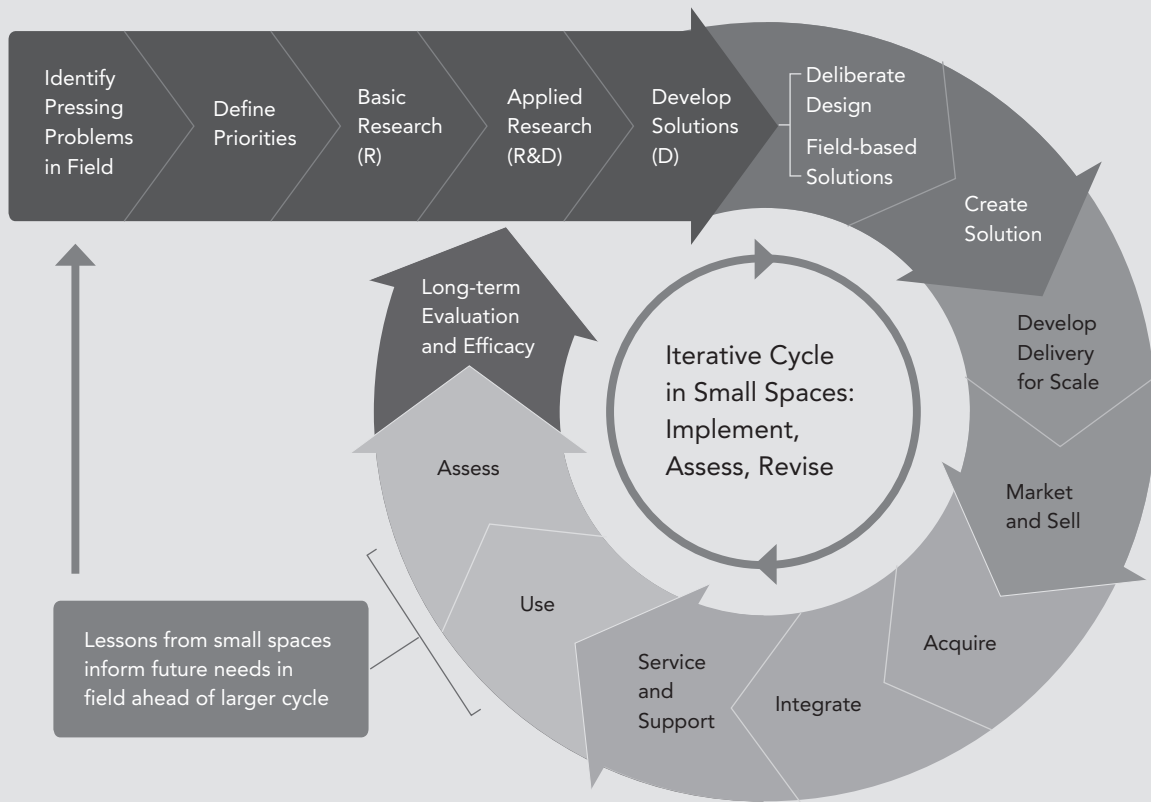 Identify
Pressing
Problems
in Field
Define
Priorities
Basic
Research
(R)
Applied
Research
(R&D)
Develop
Solutions
(D)
Deliberate
Design
Field-based
Solutions
Create
Solution
Develop
Delivery
for Scale
Market
and Sell
Acquire
Integrate
Service
and
Support
Use
Assess
Long-term
Evaluation
and Efficacy
Iterative Cycle
in Small Spaces:
Implement,
Assess, Revise
Lessons from small spaces
inform future needs in
field ahead of larger cycle